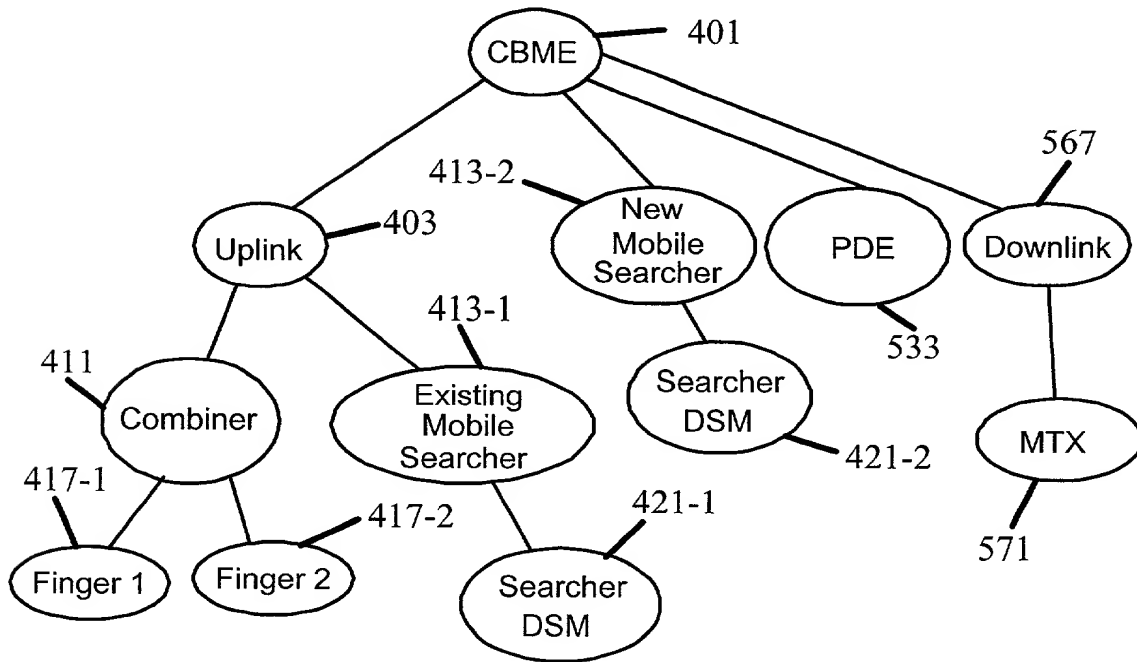 CBME
401
567
413-2
New
Mobile
Searcher
Uplink
403
PDE
Downlink
413-1
533
411
Combiner
Existing
Mobile
Searcher
Searcher
DSM
MTX
421-2
417-1
417-2
421-1
571
Finger 1
Finger 2
Searcher
DSM